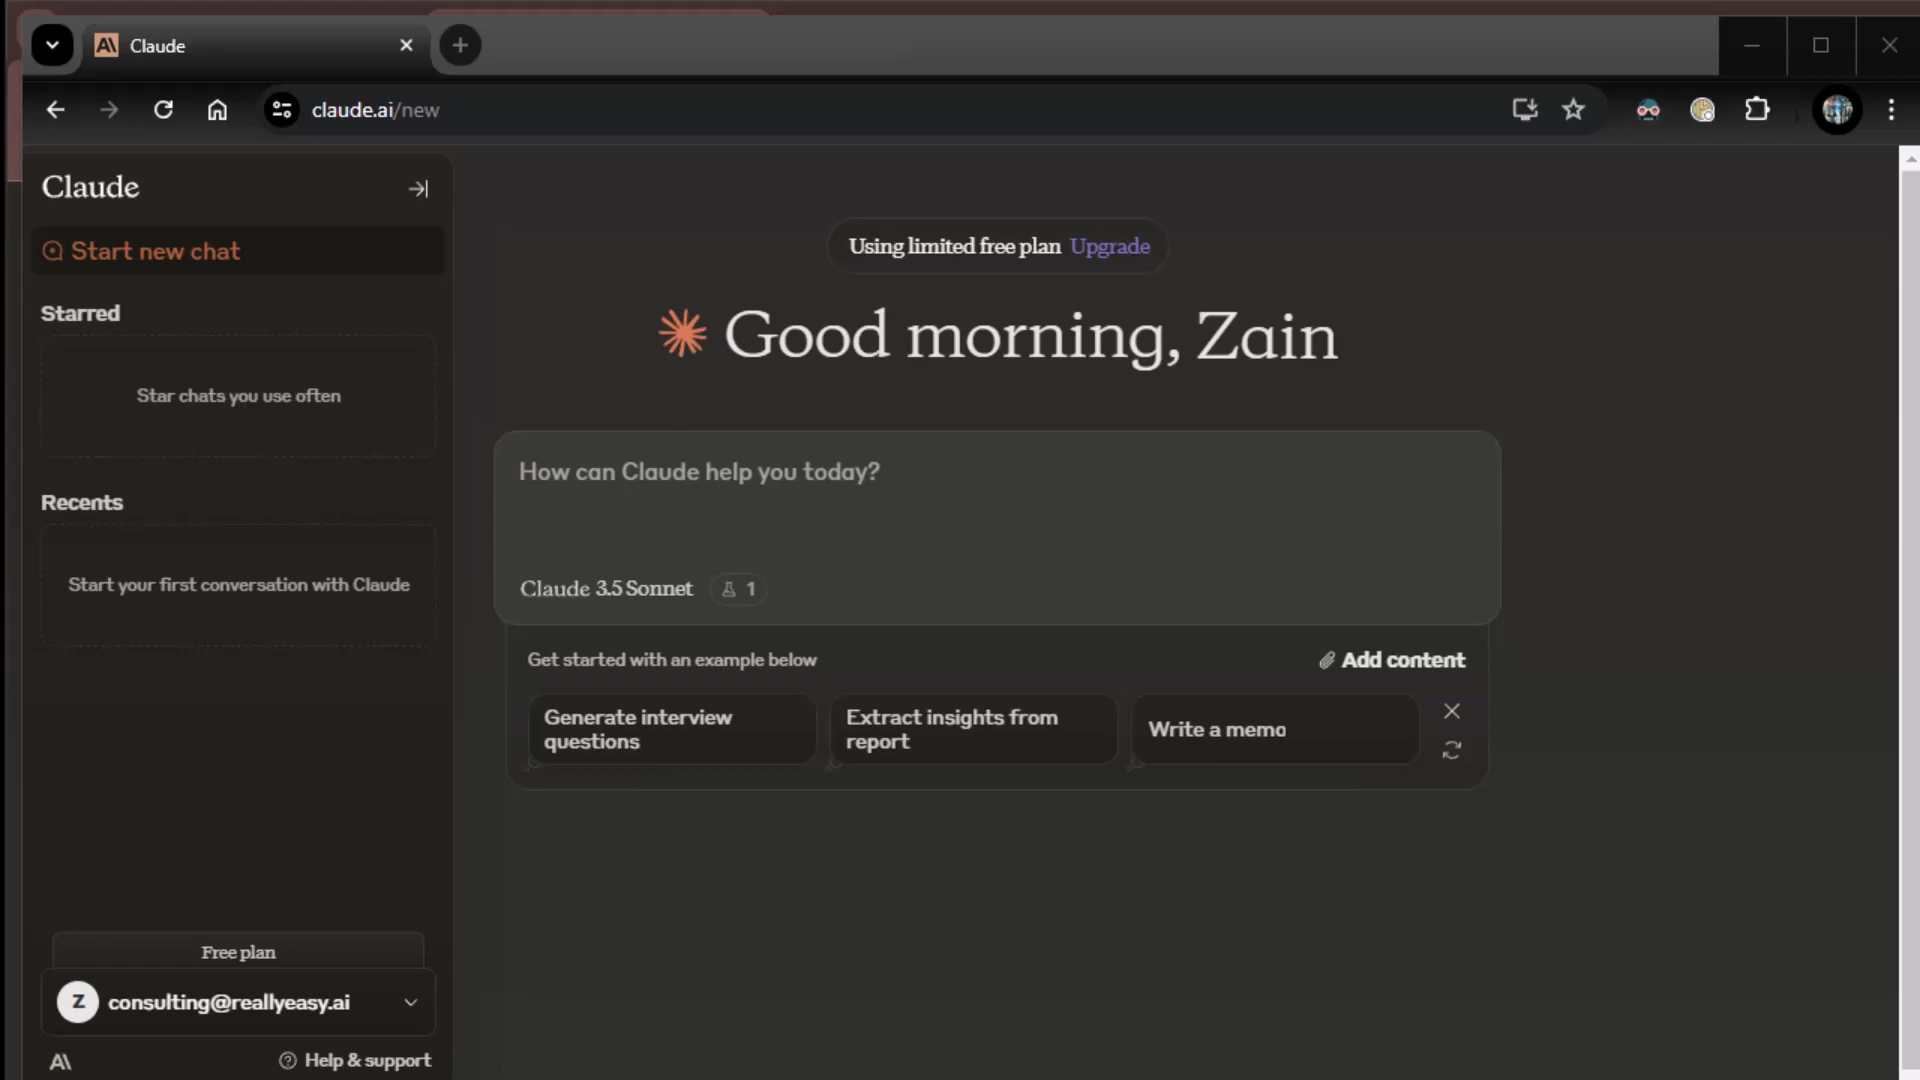 Claude
claude.ai/new
Claude
Start new chat
Starred
Star chats you use often
Recents
Start your first conversation with Claude
Free plan
Z
consulting@reallyeasy.ai
A\
Help & support
Using limited free plan Upgrade
Good morning, Zain
How can Claude help you today?
Claude 3.5 Sonnet 1
Get started with an example below
Add content
Generate interview
questions
Extract insights from
report
Write a memo